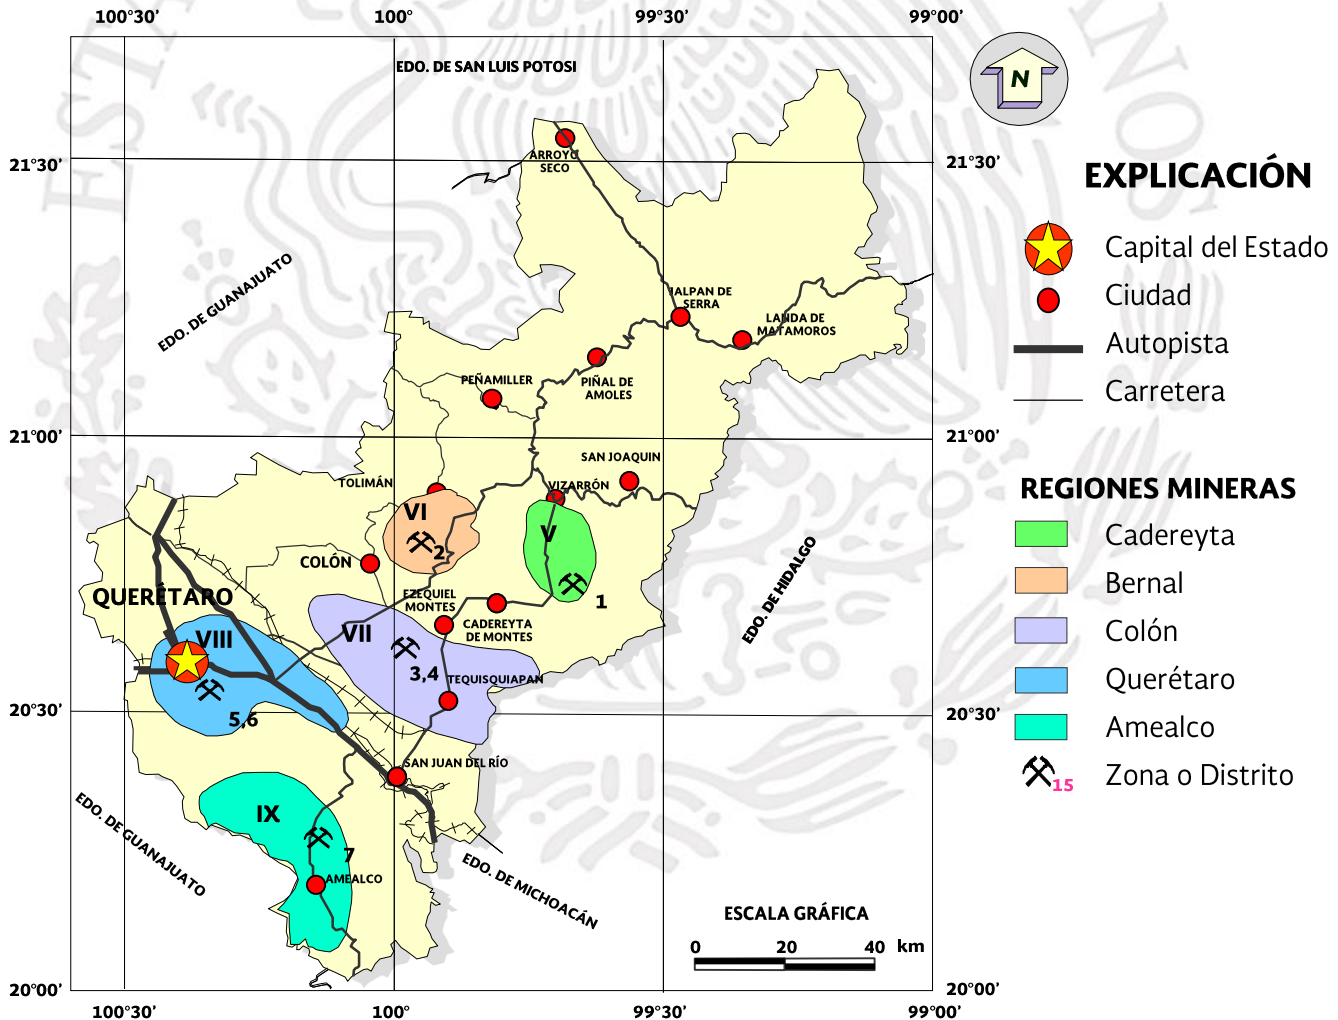 100°30'
100°
99°30'
99°00'
EDO. DE SAN LUIS POTOSI
N
ARROYO
SECO
21°30'
21°30'
EXPLICACIÓN
Capital del Estado
EDO. DE GUANAJUATO
JALPAN DE
SERRA
Ciudad
LANDA DE
MATAMOROS
Autopista
PEÑAMILLER
PIÑAL DE
AMOLES
Carretera
21°00'
21°00'
SAN JOAQUIN
TOLIMÁN
VIZARRÓN
REGIONES MINERAS
VI
2
V
Cadereyta
COLÓN
EDO. DE HIDALGO
Bernal
QUERÉTARO
EZEQUIEL
MONTES
1
CADEREYTA
DE MONTES
VIII
VII
Colón
3,4
TEQUISQUIAPAN
Querétaro
5,6
20°30'
20°30'
Amealco
SAN JUAN DEL RÍO
Zona o Distrito
15
IX
EDO. DE GUANAJUATO
7
AMEALCO
EDO. DE MICHOACÁN
ESCALA GRÁFICA
0
20
40
km
20°00'
20°00'
100°30'
100°
99°30'
99°00'